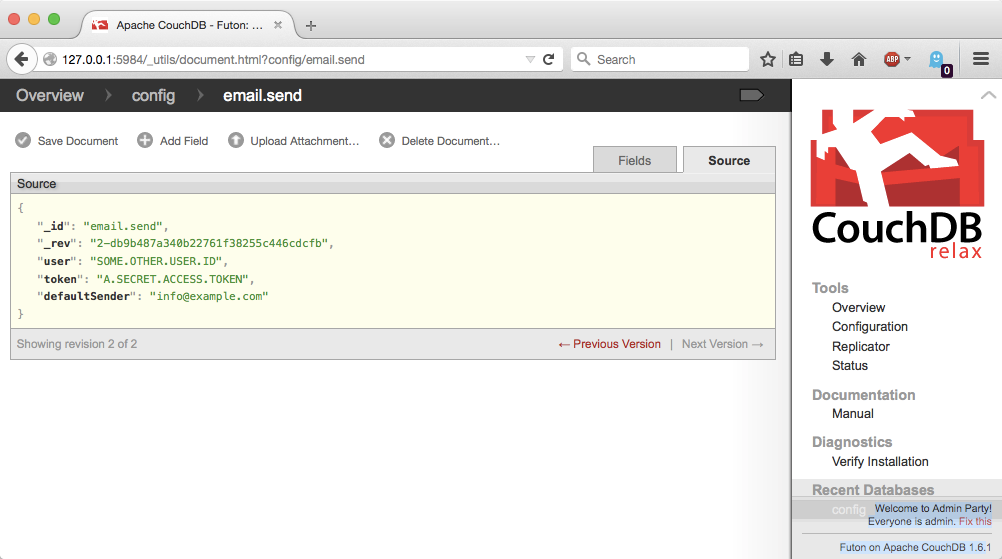 Apache CouchDB - Futon: ...
127.0.0.1:5984/_utils/document.html?config/email.send
Search
ABP
0
Overview
config
email.send
Save Document
Add Field
Upload Attachment...
Delete Document...
Fields
Source
Source
{
"_id": "email.send",
"_rev": "2-db9b487a340b22761f38255c446cdcfb",
"user": "SOME.OTHER.USER.ID",
"token": "A.SECRET.ACCESS.TOKEN",
"defaultSender": "info@example.com"
}
Showing revision 2 of 2
← Previous Version | Next Version →
CouchDB
relax
Tools
Overview
Configuration
Replicator
Status
Documentation
Manual
Diagnostics
Verify Installation
Recent Databases
config
Welcome to Admin Party!
Everyone is admin. Fix this
Futon on Apache CouchDB 1.6.1